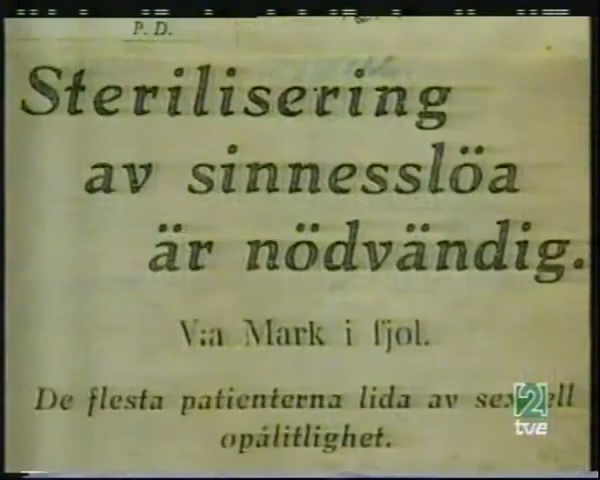 P. D.
Sterilisering
av sinnesslöa
är nödvändig.
V:a Mark i fjol.
De flesta patienterna lida av
opålitlighet.
2
tve